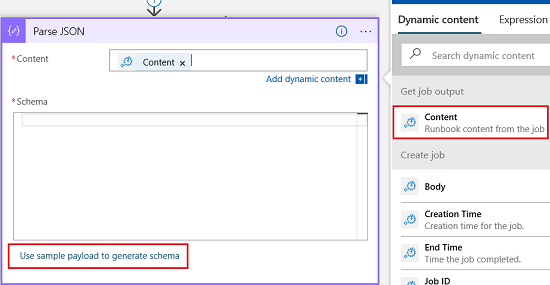 Parse JSON
* Content
Content ×
Add dynamic content
* Schema
Use sample payload to generate schema
Dynamic content
Expression
Search dynamic content
Get job output
Content
Runbook content from the job
Create job
Body
Creation Time
Creation time for the job.
End Time
Time the job completed.
Job ID